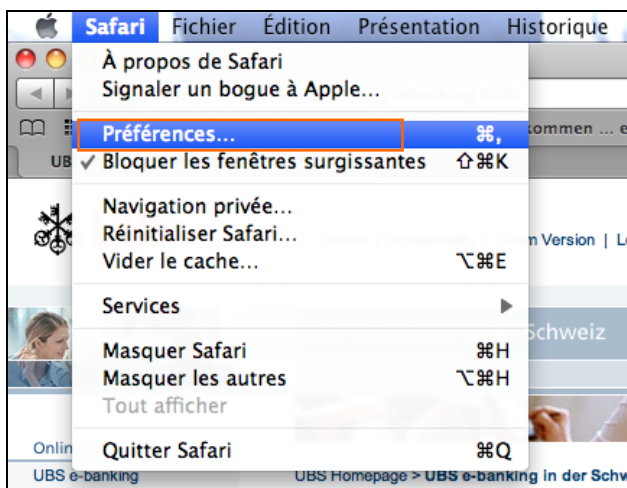 Safari Fichier Édition Présentation Historique
À propos de Safari
Signaler un bogue à Apple...
Préférences... ⌘,
kommen ... e
UB
✓ Bloquer les fenêtres surgissantes ⇧⌘K
Navigation privée...
Réinitialiser Safari...
m Version | L
Vider le cache... ⌥⌘E
Services ▶
Schweiz
Masquer Safari ⌘H
Masquer les autres ⌥⌘H
Tout afficher
Onlin
Quitter Safari ⌘Q
UBS e-banking
UBS Homepage > UBS e-banking in der Schw